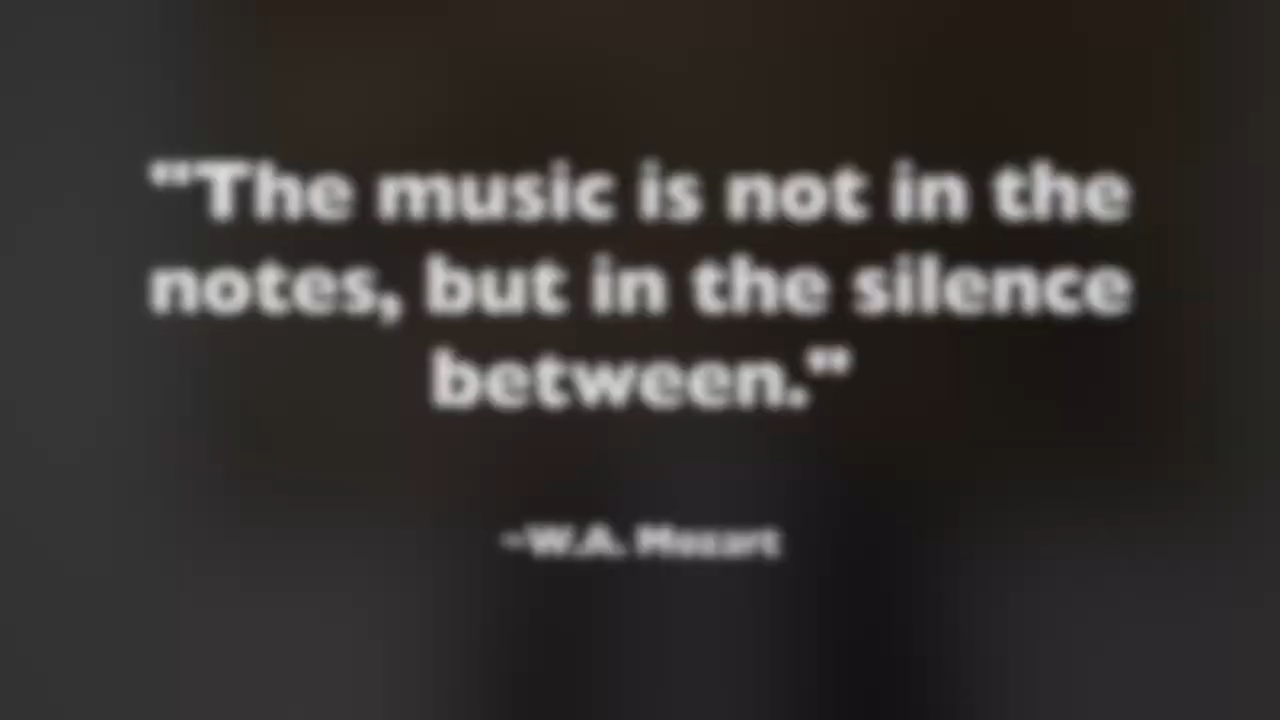 "The music is not in the
notes, but in the silence
between."
~W.A. Mozart